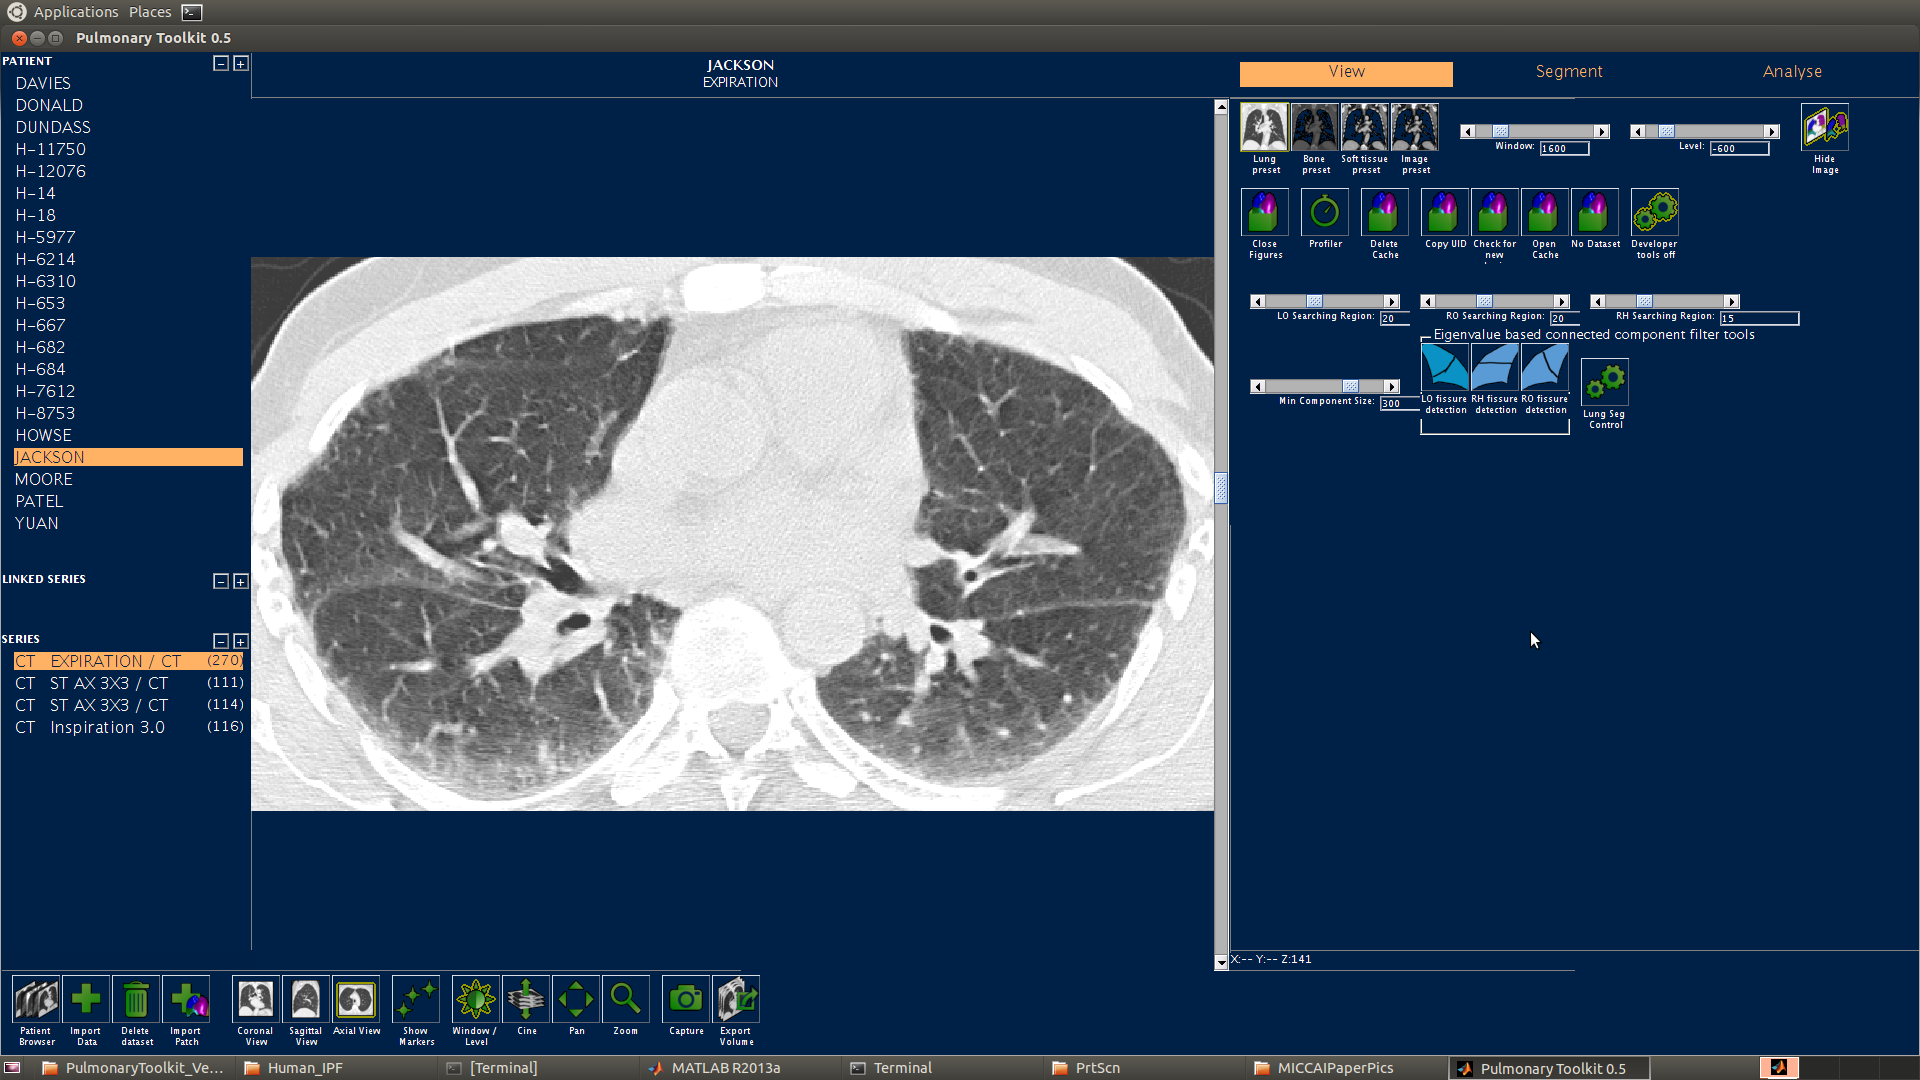 Applications Places
Pulmonary Toolkit 0.5
PATIENT
DAVIES
DONALD
DUNDASS
H-11750
H-12076
H-14
H-18
H-5977
H-6214
H-6310
H-653
H-667
H-682
H-684
H-7612
H-8753
HOWSE
JACKSON
MOORE
PATEL
YUAN
LINKED SERIES
SERIES
CT EXPIRATION / CT (270)
CT ST AX 3X3 / CT (111)
CT ST AX 3X3 / CT (114)
CT Inspiration 3.0 (116)
JACKSON
EXPIRATION
View Segment Analyse
Lung preset
Bone preset
Soft tissue preset
Image preset
Window: 1600
Level: -600
Hide Image
Close Figures
Profiler
Delete Cache
Copy UID
Check for new
Open Cache
No Dataset
Developer tools off
LO Searching Region: 20
RO Searching Region: 20
RH Searching Region: 15
Eigenvalue based connected component filter tools
Min Component Size: 300
LO fissure detection
RH fissure detection
RO fissure detection
Lung Seg Control
X:-- Y:-- Z:141
Patient Browser
Import Data
Delete dataset
Import Patch
Coronal View
Sagittal View
Axial View
Show Markers
Window / Level
Cine
Pan
Zoom
Capture
Export Volume
PulmonaryToolkit_Ve... Human_IPF [Terminal] MATLAB R2013a Terminal PrtScn MICCAIPaperPics Pulmonary Toolkit 0.5